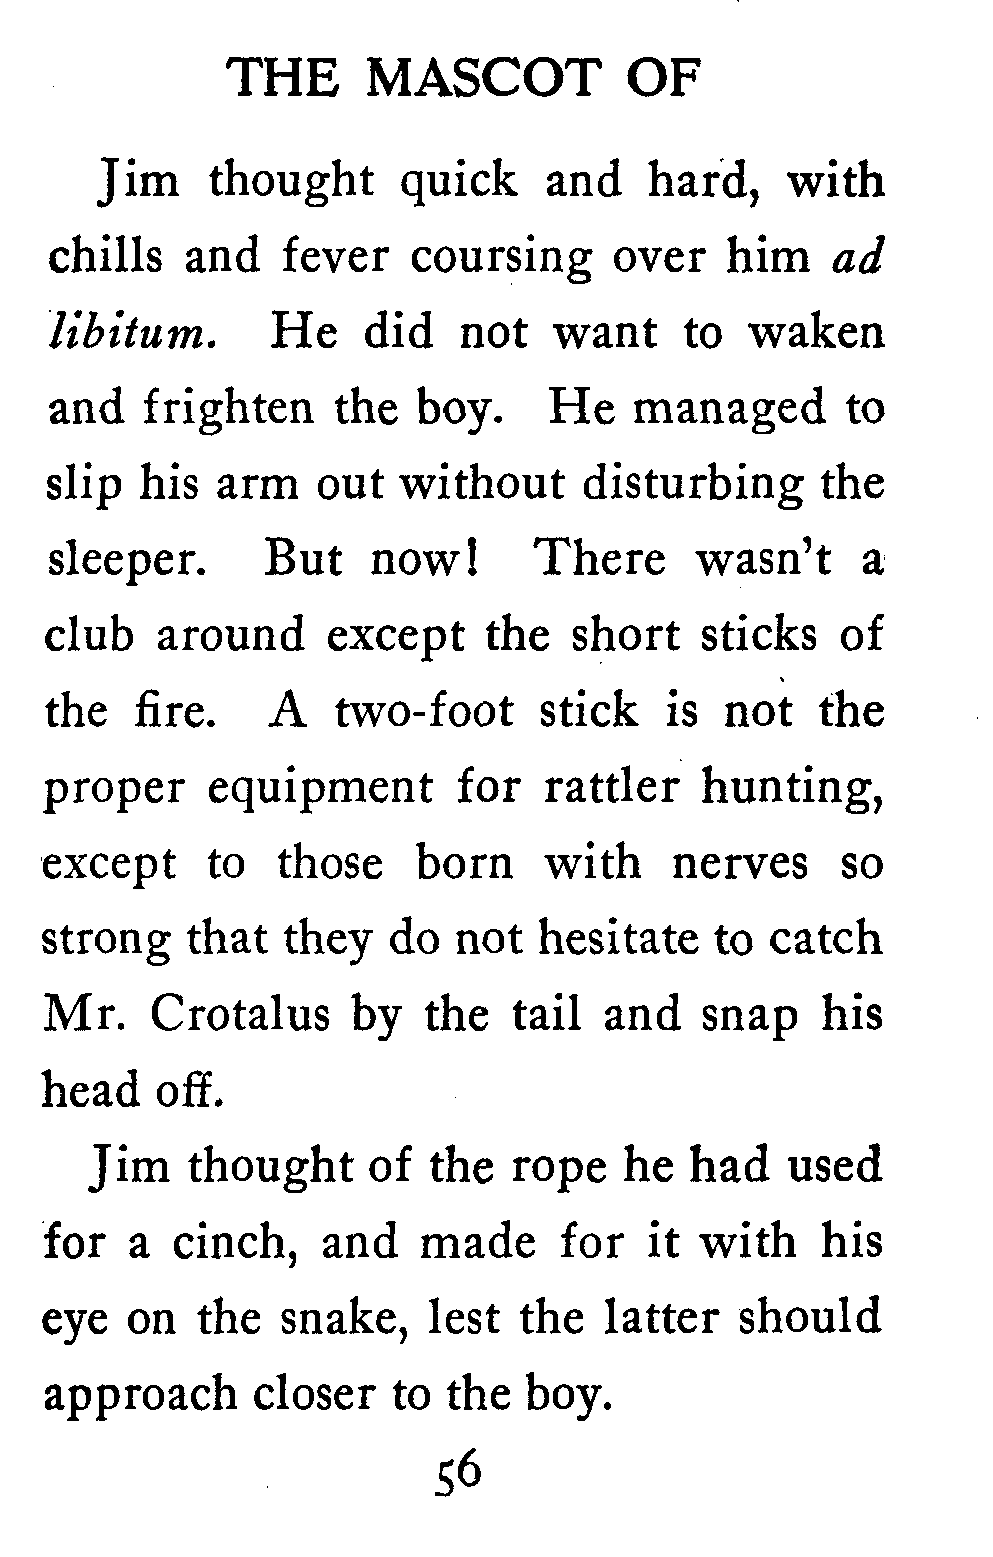 THE MASCOT OF
Jim thought quick and hard, with
chills and fever coursing over him ad
libitum. He did not want to waken
and frighten the boy. He managed to
slip his arm out without disturbing the
sleeper. But now! There wasn't a
club around except the short sticks of
the fire. A two-foot stick is not the
proper equipment for rattler hunting,
except to those born with nerves so
strong that they do not hesitate to catch
Mr. Crotalus by the tail and snap his
head off.
Jim thought of the rope he had used
for a cinch, and made for it with his
eye on the snake, lest the latter should
approach closer to the boy.
56